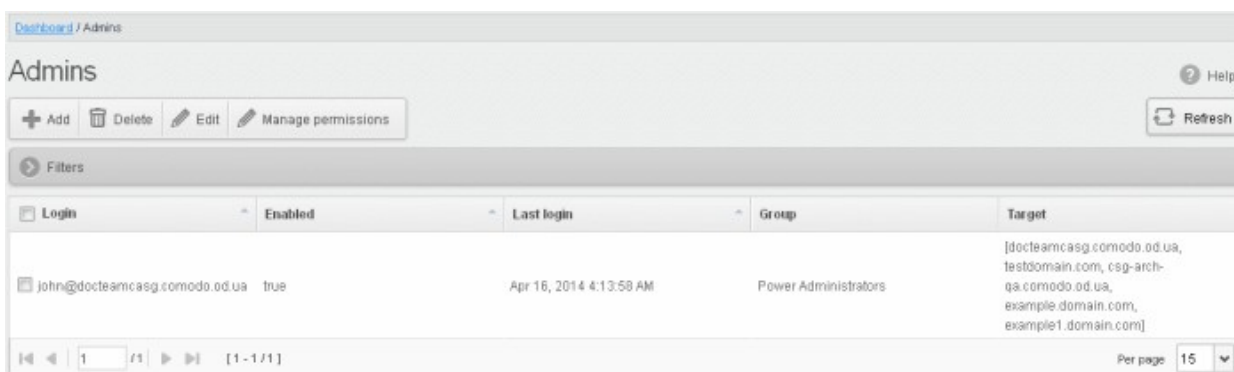 Dashboard / Admins
Admins
Help
Add Delete Edit Manage permissions
Refresh
Filters
Login Enabled Last login Group Target
john@docteamcasg.comodo.od.ua true Apr 16, 2014 4:13:58 AM Power Administrators
[docteamcasg.comodo.od.ua,
testdomain.com, csg-arch-
qa.comodo.od.ua,
example.domain.com,
example1.domain.com]
1 /1 [1 - 1 / 1] Per page 15